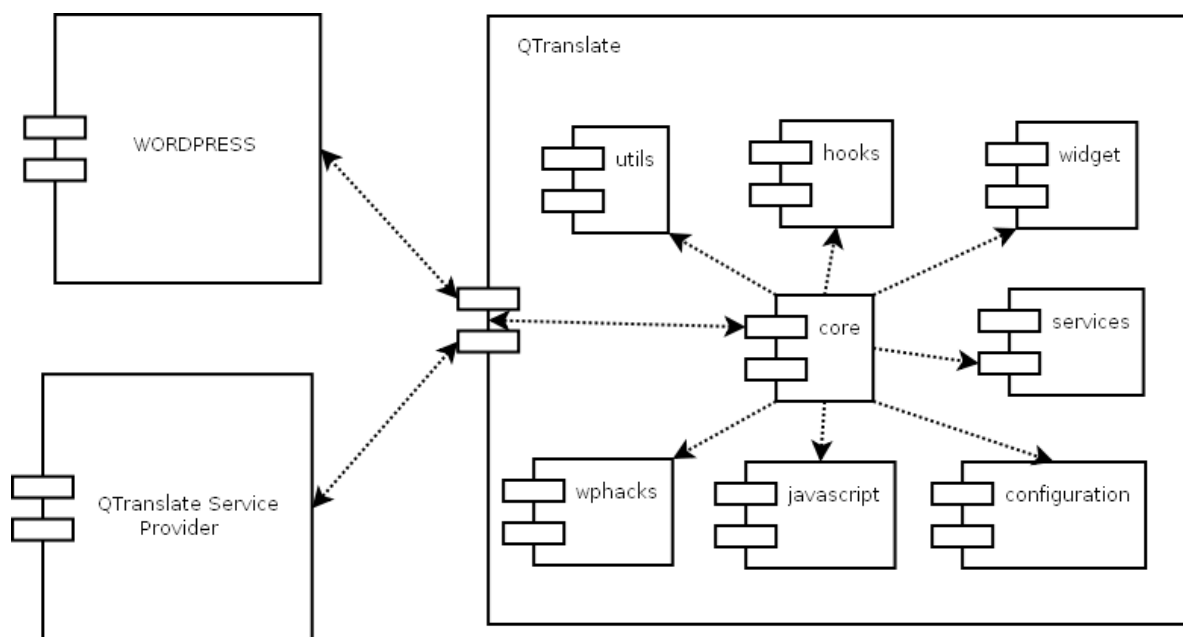 QTranslate
WORDPRESS
utils
hooks
widget
core
services
QTranslate Service
Provider
wphacks
javascript
configuration